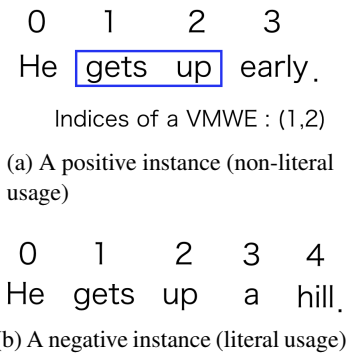 0 1 2 3
He gets up early.
Indices of a VMWE : (1,2)
(a) A positive instance (non-literal
usage)
0 1 2 3 4
He gets up a hill.
(b) A negative instance (literal usage)